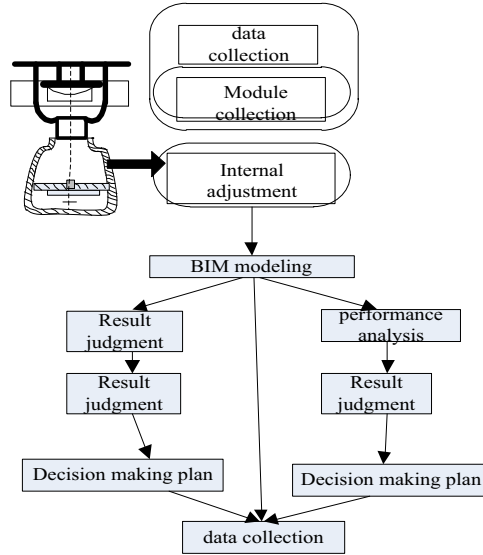 data
collection
Module
collection
Internal
adjustment
BIM modeling
Result
judgment
performance
analysis
Result
judgment
Result
judgment
Decision making plan
Decision making plan
data collection